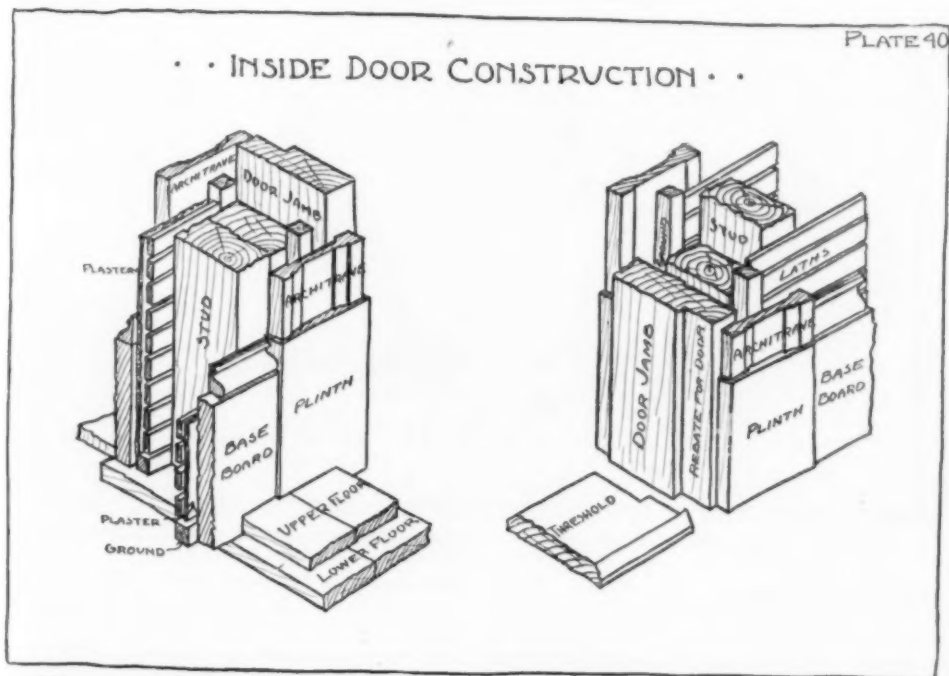 PLATE 40
· · INSIDE DOOR CONSTRUCTION · ·
ARCHITRAVE
DOOR JAMB
PLASTER
STUD
ARCHITRAVE
PLINTH
BASE
BOARD
UPPER FLOOR
LOWER FLOOR
PLASTER
GROUND
GROUND
STUD
LATHS
ARCHITRAVE
DOOR JAMB
REBATE FOR DOOR
PLINTH
BASE
BOARD
THRESHOLD